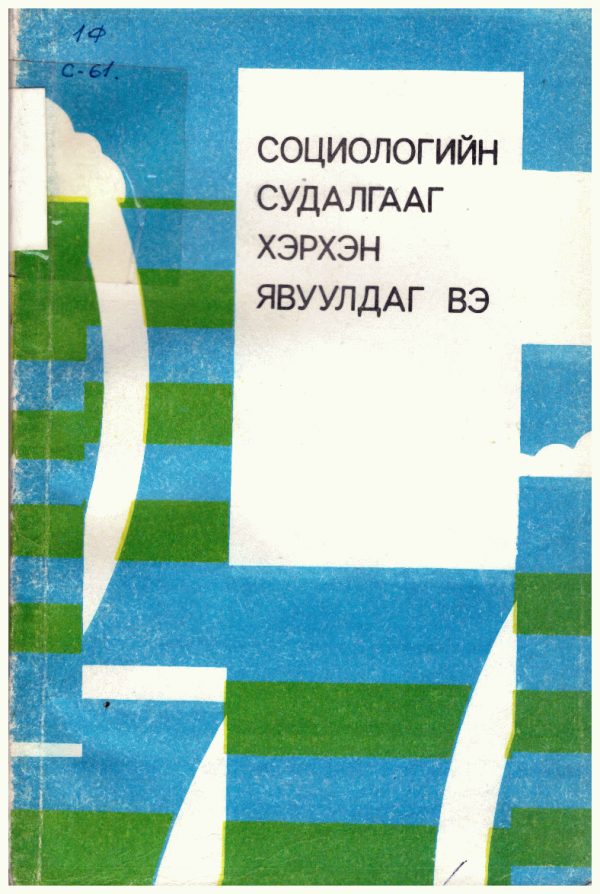 1Ф
С-61.
СОЦИОЛОГИЙН
СУДАЛГААГ
ХЭРХЭН
ЯВУУЛДАГ ВЭ